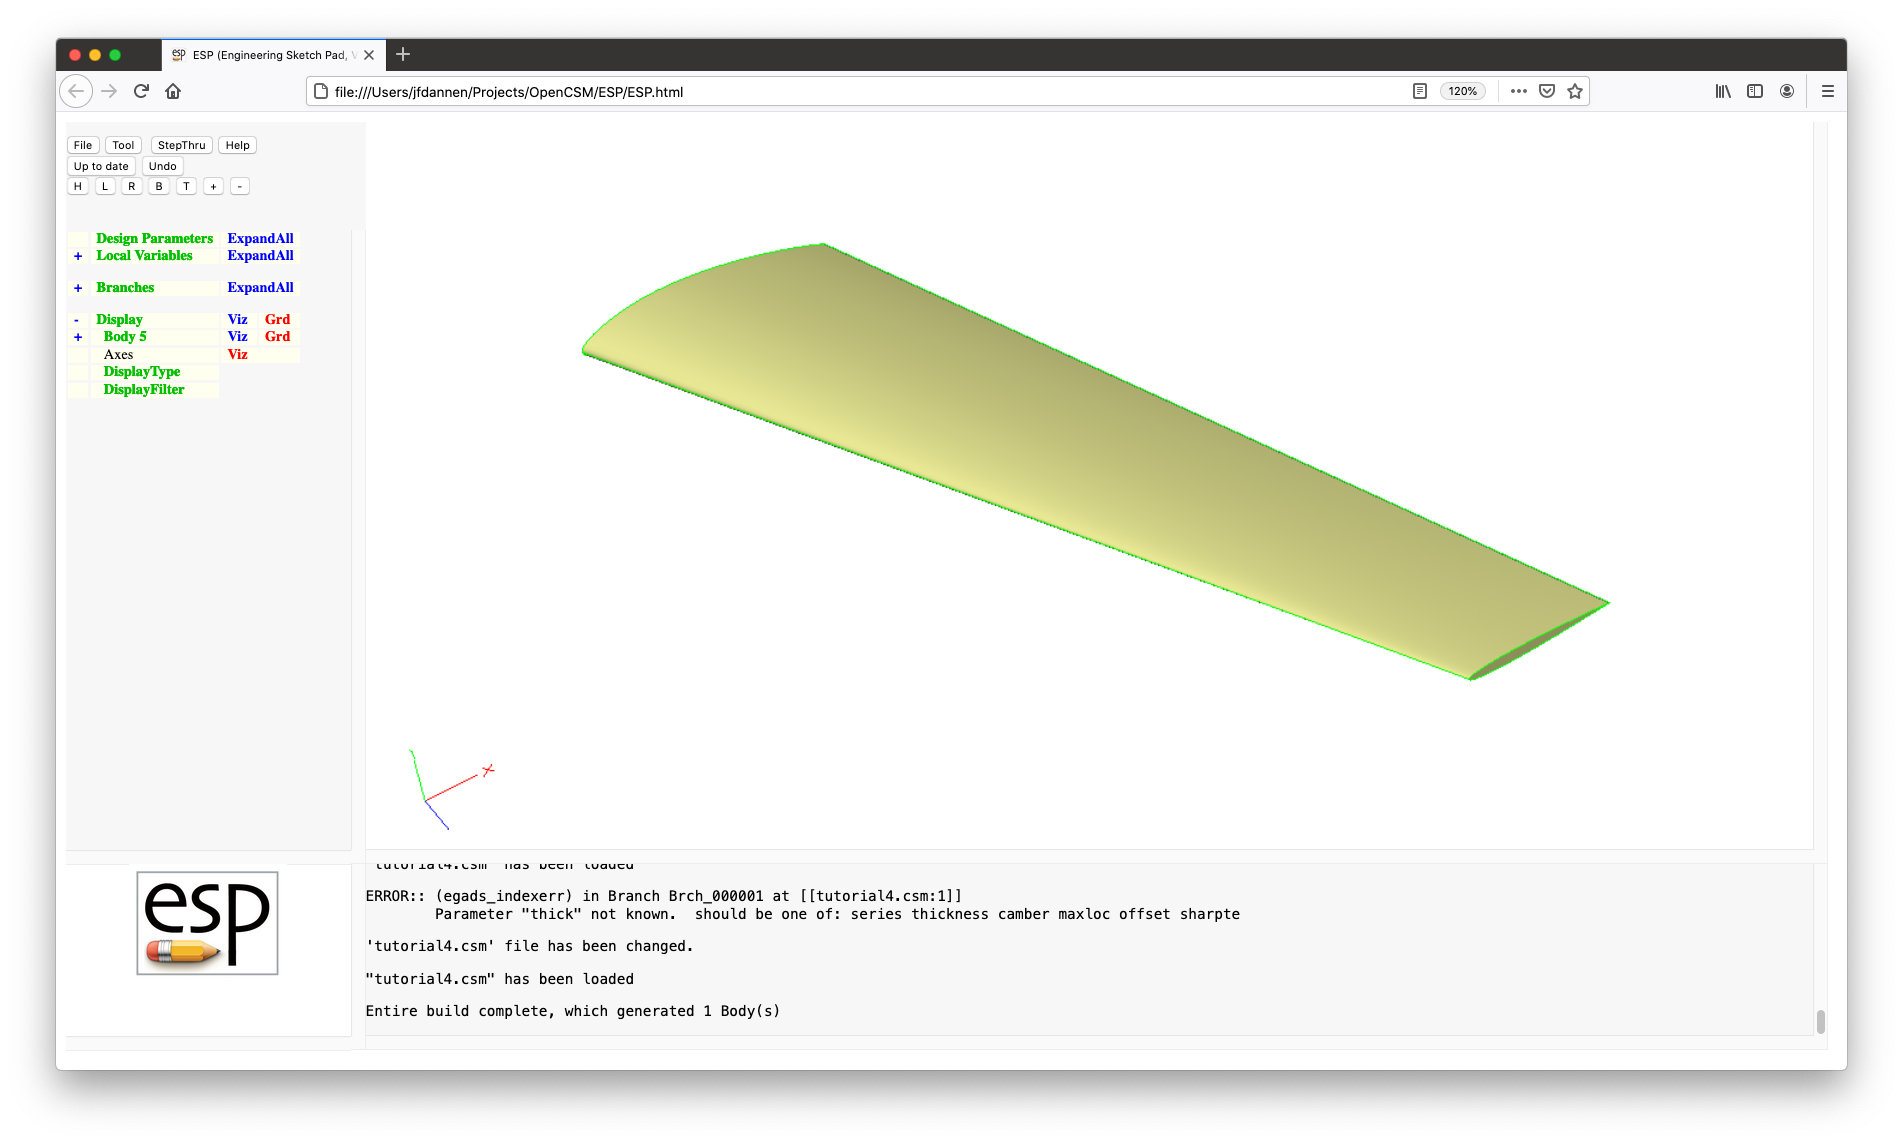 esp ESP (Engineering Sketch Pad, V
file:///Users/jfdannen/Projects/OpenCSM/ESP/ESP.html
120%
File Tool StepThru Help
Up to date Undo
H L R B T + -
Design Parameters ExpandAll
+ Local Variables ExpandAll
+ Branches ExpandAll
- Display Viz Grd
+ Body 5 Viz Grd
Axes Viz
DisplayType
DisplayFilter
X
esp
"tutorial4.csm" has been loaded
ERROR:: (egads_indexerr) in Branch Brch_000001 at [[tutorial4.csm:1]]
Parameter "thick" not known.  should be one of: series thickness camber maxloc offset sharpte
'tutorial4.csm' file has been changed.
"tutorial4.csm" has been loaded
Entire build complete, which generated 1 Body(s)